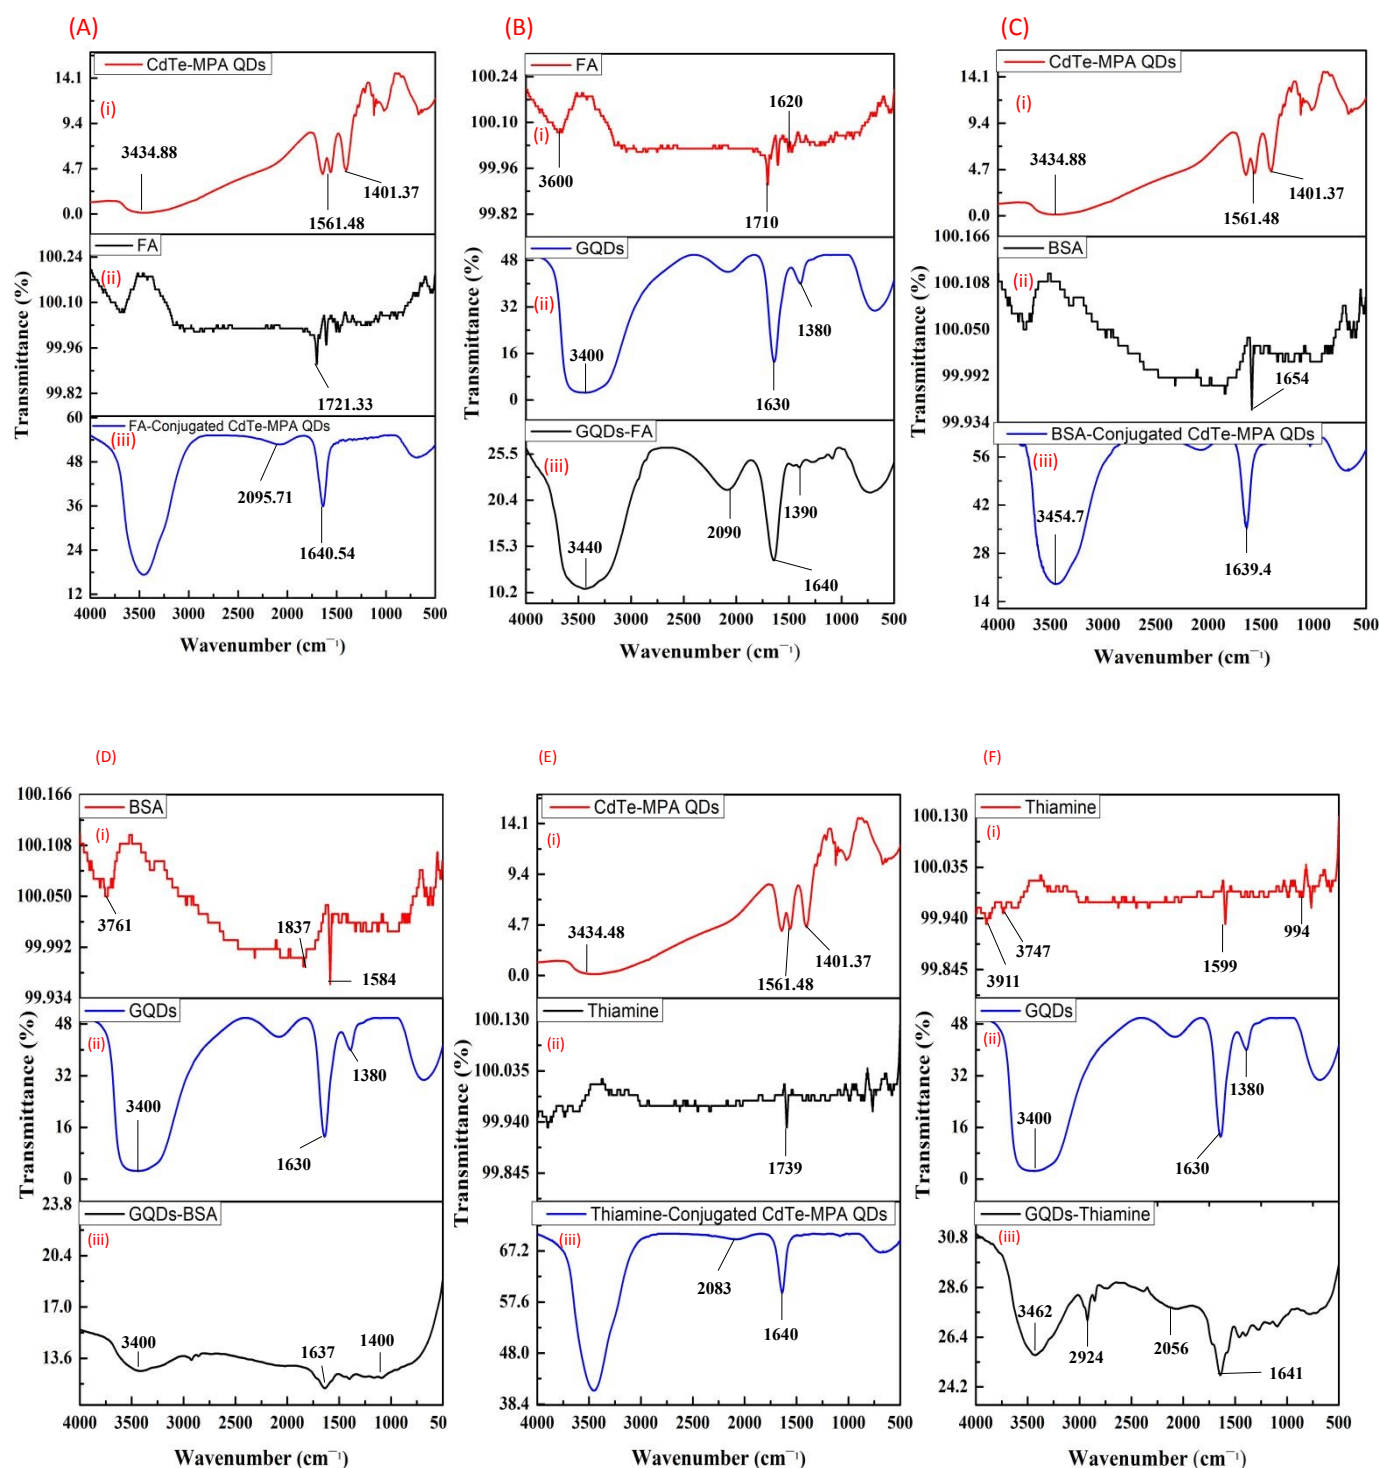 (A)
CdTe-MPA QDs
(i)
14.1
9.4
4.7
0.0
3434.88
1561.48
1401.37
FA
(ii)
100.24
100.10
99.96
99.82
1721.33
FA-Conjugated CdTe-MPA QDs
(iii)
60
48
36
24
12
2095.71
1640.54
Transmittance (%)
4000 3500 3000 2500 2000 1500 1000 500
Wavenumber (cm⁻¹)
(B)
FA
(i)
100.24
100.10
99.96
99.82
3600
1620
1710
GQDs
(ii)
48
32
16
0
3400
1630
1380
GQDs-FA
(iii)
25.5
20.4
15.3
10.2
3440
2090
1390
1640
Transmittance (%)
4000 3500 3000 2500 2000 1500 1000 500
Wavenumber (cm⁻¹)
(C)
CdTe-MPA QDs
(i)
14.1
9.4
4.7
0.0
3434.88
1561.48
1401.37
BSA
(ii)
100.166
100.108
100.050
99.992
99.934
1654
BSA-Conjugated CdTe-MPA QDs
(iii)
56
42
28
14
3454.7
1639.4
Transmittance (%)
4000 3500 3000 2500 2000 1500 1000 500
Wavenumber (cm⁻¹)
(D)
BSA
(i)
100.166
100.108
100.050
99.992
99.934
3761
1837
1584
GQDs
(ii)
48
32
16
0
3400
1630
1380
GQDs-BSA
(iii)
23.8
20.4
17.0
13.6
3400
1637
1400
Transmittance (%)
4000 3500 3000 2500 2000 1500 1000 500
Wavenumber (cm⁻¹)
(E)
CdTe-MPA QDs
(i)
14.1
9.4
4.7
0.0
3434.48
1561.48
1401.37
Thiamine
(ii)
100.130
100.035
99.940
99.845
1739
Thiamine-Conjugated CdTe-MPA QDs
(iii)
67.2
57.6
48.0
38.4
2083
1640
Transmittance (%)
4000 3500 3000 2500 2000 1500 1000 500
Wavenumber (cm⁻¹)
(F)
Thiamine
(i)
100.130
100.035
99.940
99.845
3911
3747
1599
994
GQDs
(ii)
48
32
16
0
3400
1630
1380
GQDs-Thiamine
(iii)
30.8
28.6
26.4
24.2
3462
2924
2056
1641
Transmittance (%)
4000 3500 3000 2500 2000 1500 1000 500
Wavenumber (cm⁻¹)